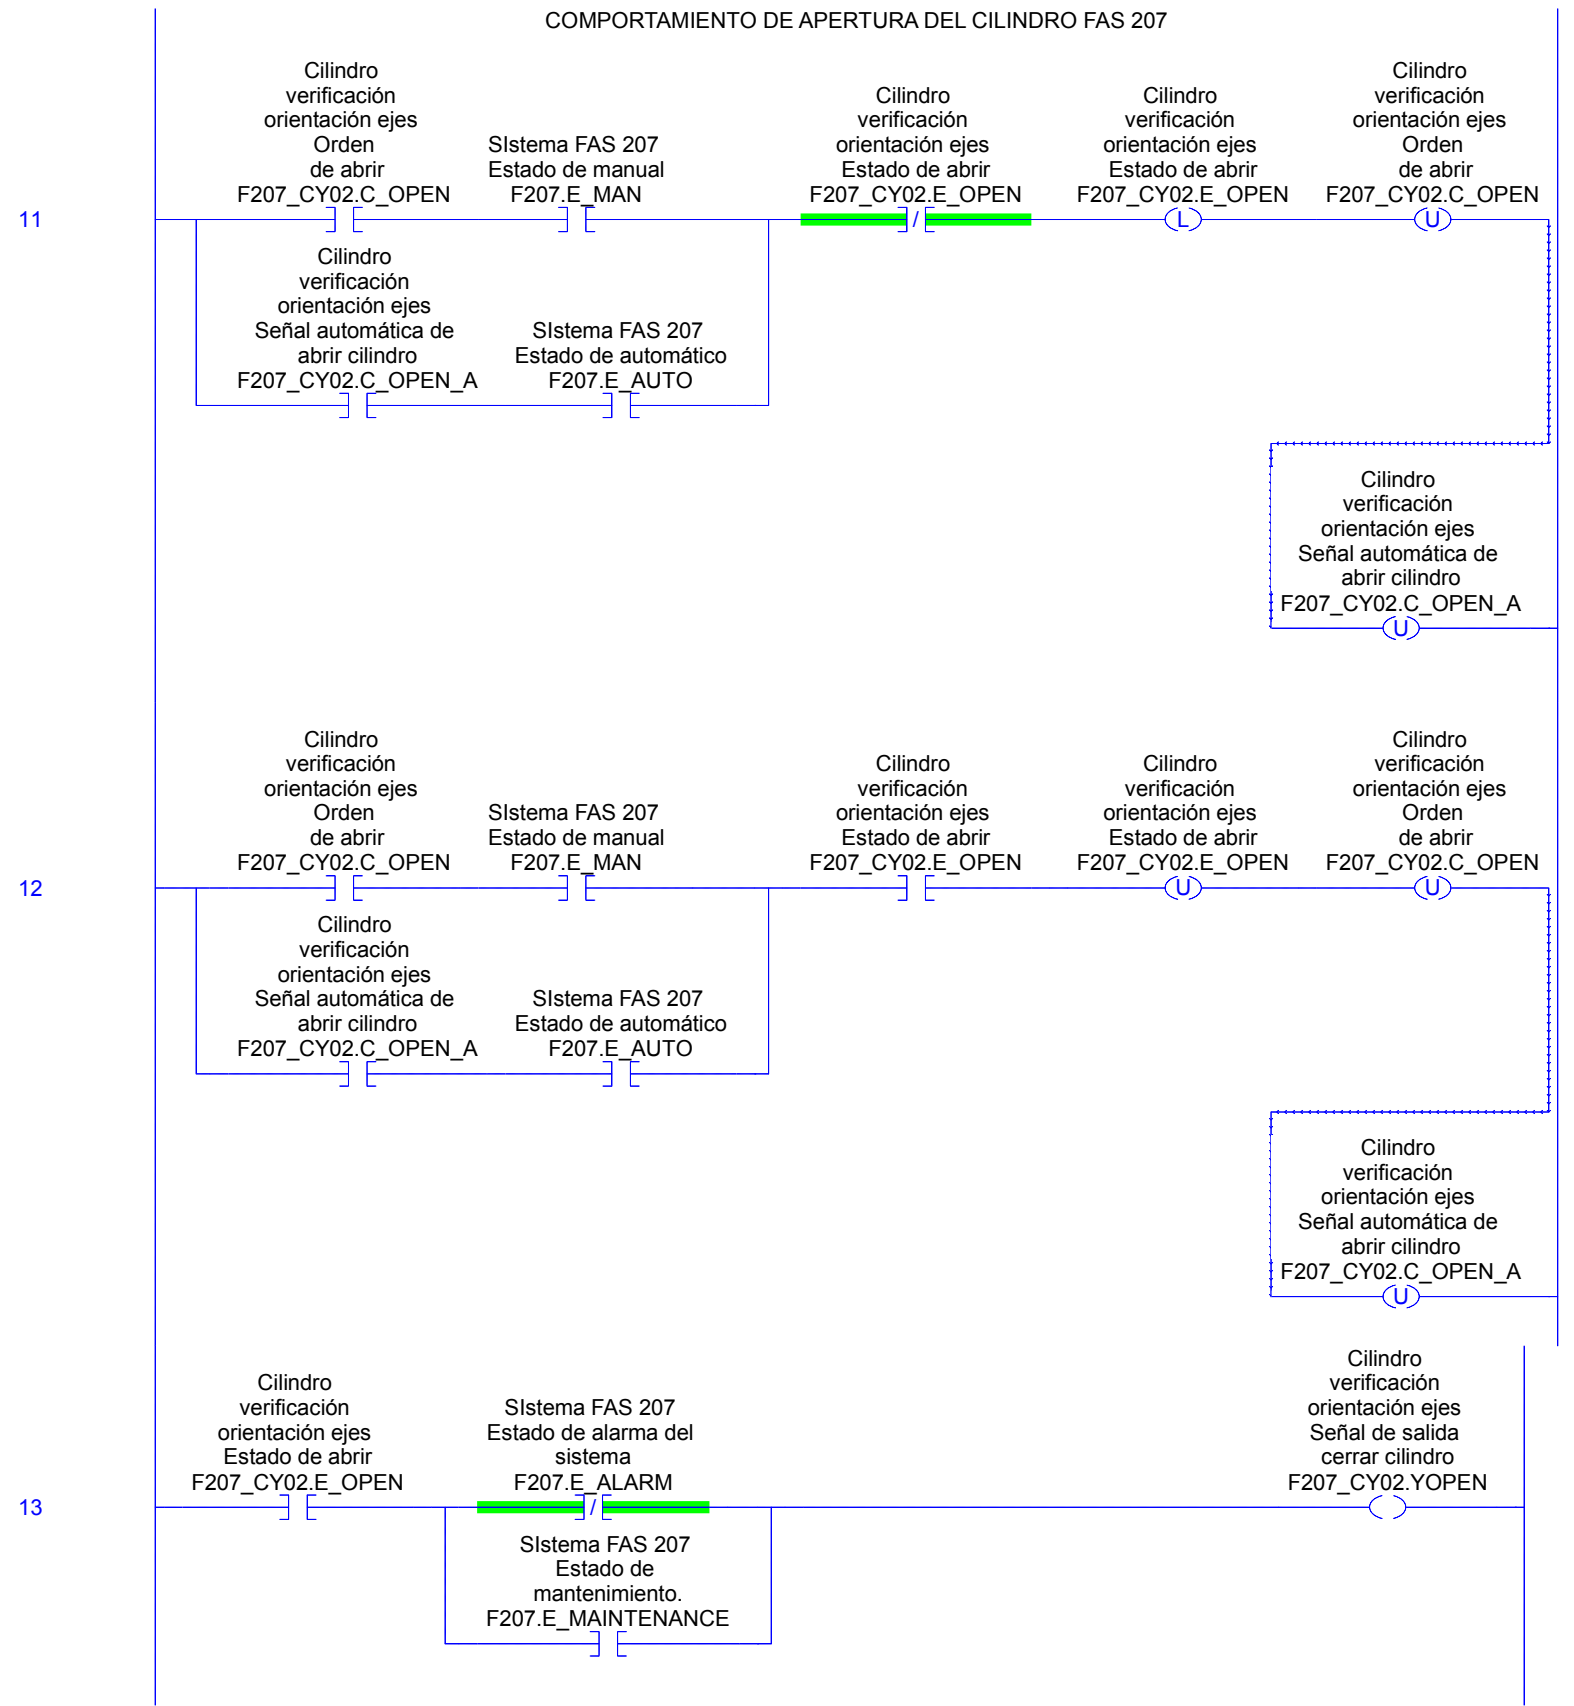 COMPORTAMIENTO DE APERTURA DEL CILINDRO FAS 207
11
Cilindro
verificación
orientación ejes
Orden
de abrir
F207_CY02.C_OPEN
SIstema FAS 207
Estado de manual
F207.E_MAN
Cilindro
verificación
orientación ejes
Estado de abrir
F207_CY02.E_OPEN
/
Cilindro
verificación
orientación ejes
Estado de abrir
F207_CY02.E_OPEN
L
Cilindro
verificación
orientación ejes
Orden
de abrir
F207_CY02.C_OPEN
U
Cilindro
verificación
orientación ejes
Señal automática de
abrir cilindro
F207_CY02.C_OPEN_A
SIstema FAS 207
Estado de automático
F207.E_AUTO
Cilindro
verificación
orientación ejes
Señal automática de
abrir cilindro
F207_CY02.C_OPEN_A
U
12
Cilindro
verificación
orientación ejes
Orden
de abrir
F207_CY02.C_OPEN
SIstema FAS 207
Estado de manual
F207.E_MAN
Cilindro
verificación
orientación ejes
Estado de abrir
F207_CY02.E_OPEN
Cilindro
verificación
orientación ejes
Estado de abrir
F207_CY02.E_OPEN
U
Cilindro
verificación
orientación ejes
Orden
de abrir
F207_CY02.C_OPEN
U
Cilindro
verificación
orientación ejes
Señal automática de
abrir cilindro
F207_CY02.C_OPEN_A
SIstema FAS 207
Estado de automático
F207.E_AUTO
Cilindro
verificación
orientación ejes
Señal automática de
abrir cilindro
F207_CY02.C_OPEN_A
U
13
Cilindro
verificación
orientación ejes
Estado de abrir
F207_CY02.E_OPEN
SIstema FAS 207
Estado de alarma del
sistema
F207.E_ALARM
/
Cilindro
verificación
orientación ejes
Señal de salida
cerrar cilindro
F207_CY02.YOPEN
SIstema FAS 207
Estado de
mantenimiento.
F207.E_MAINTENANCE